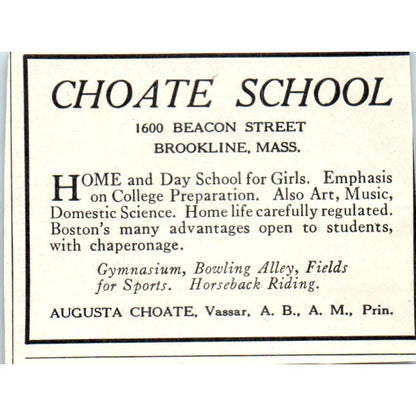 CHOATE SCHOOL
1600 BEACON STREET
BROOKLINE, MASS.
HOME and Day School for Girls. Emphasis
on College Preparation. Also Art, Music,
Domestic Science. Home life carefully regulated.
Boston's many advantages open to students,
with chaperonage.
Gymnasium, Bowling Alley, Fields
for Sports. Horseback Riding.
AUGUSTA CHOATE, Vassar, A. B., A. M., Prin.